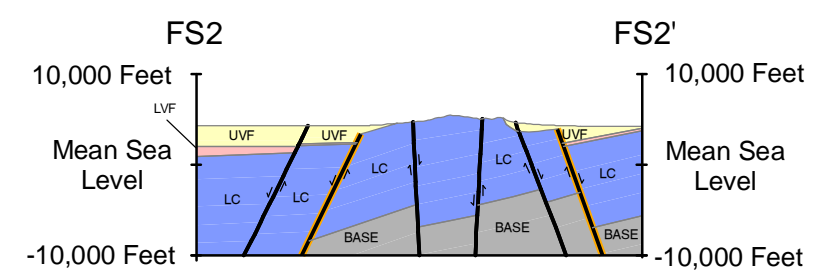 FS2
FS2'
10,000 Feet
10,000 Feet
LVF
UVF
UVF
UVF
Mean Sea
Level
Mean Sea
Level
LC
LC
LC
LC
LC
BASE
BASE
BASE
-10,000 Feet
-10,000 Feet